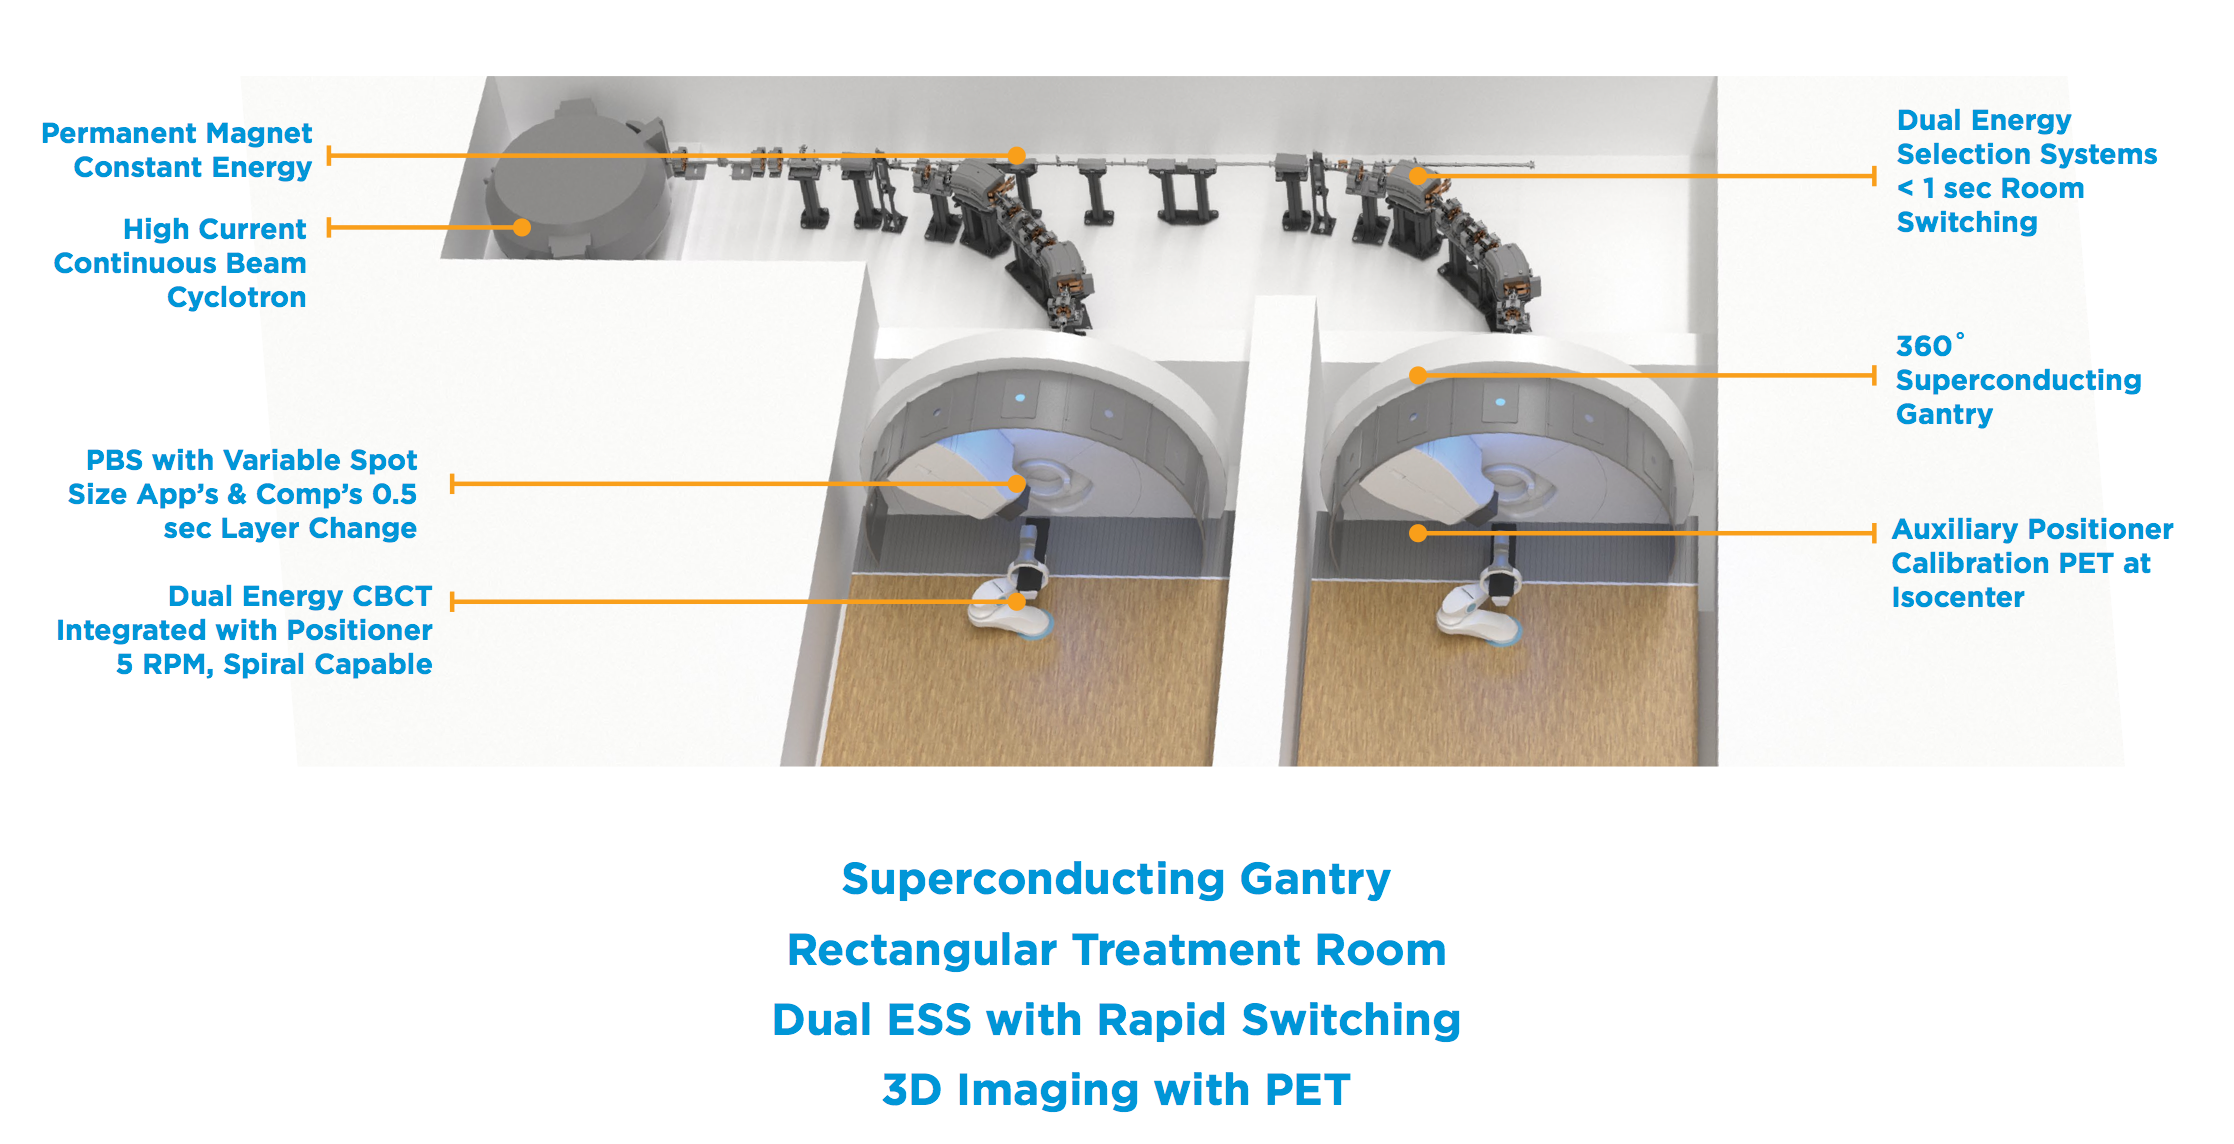 Permanent Magnet
Constant Energy
High Current
Continuous Beam
Cyclotron
PBS with Variable Spot
Size App’s & Comp’s 0.5
sec Layer Change
Dual Energy CBCT
Integrated with Positioner
5 RPM, Spiral Capable
Dual Energy
Selection Systems
< 1 sec Room
Switching
360°
Superconducting
Gantry
Auxiliary Positioner
Calibration PET at
Isocenter
Superconducting Gantry
Rectangular Treatment Room
Dual ESS with Rapid Switching
3D Imaging with PET